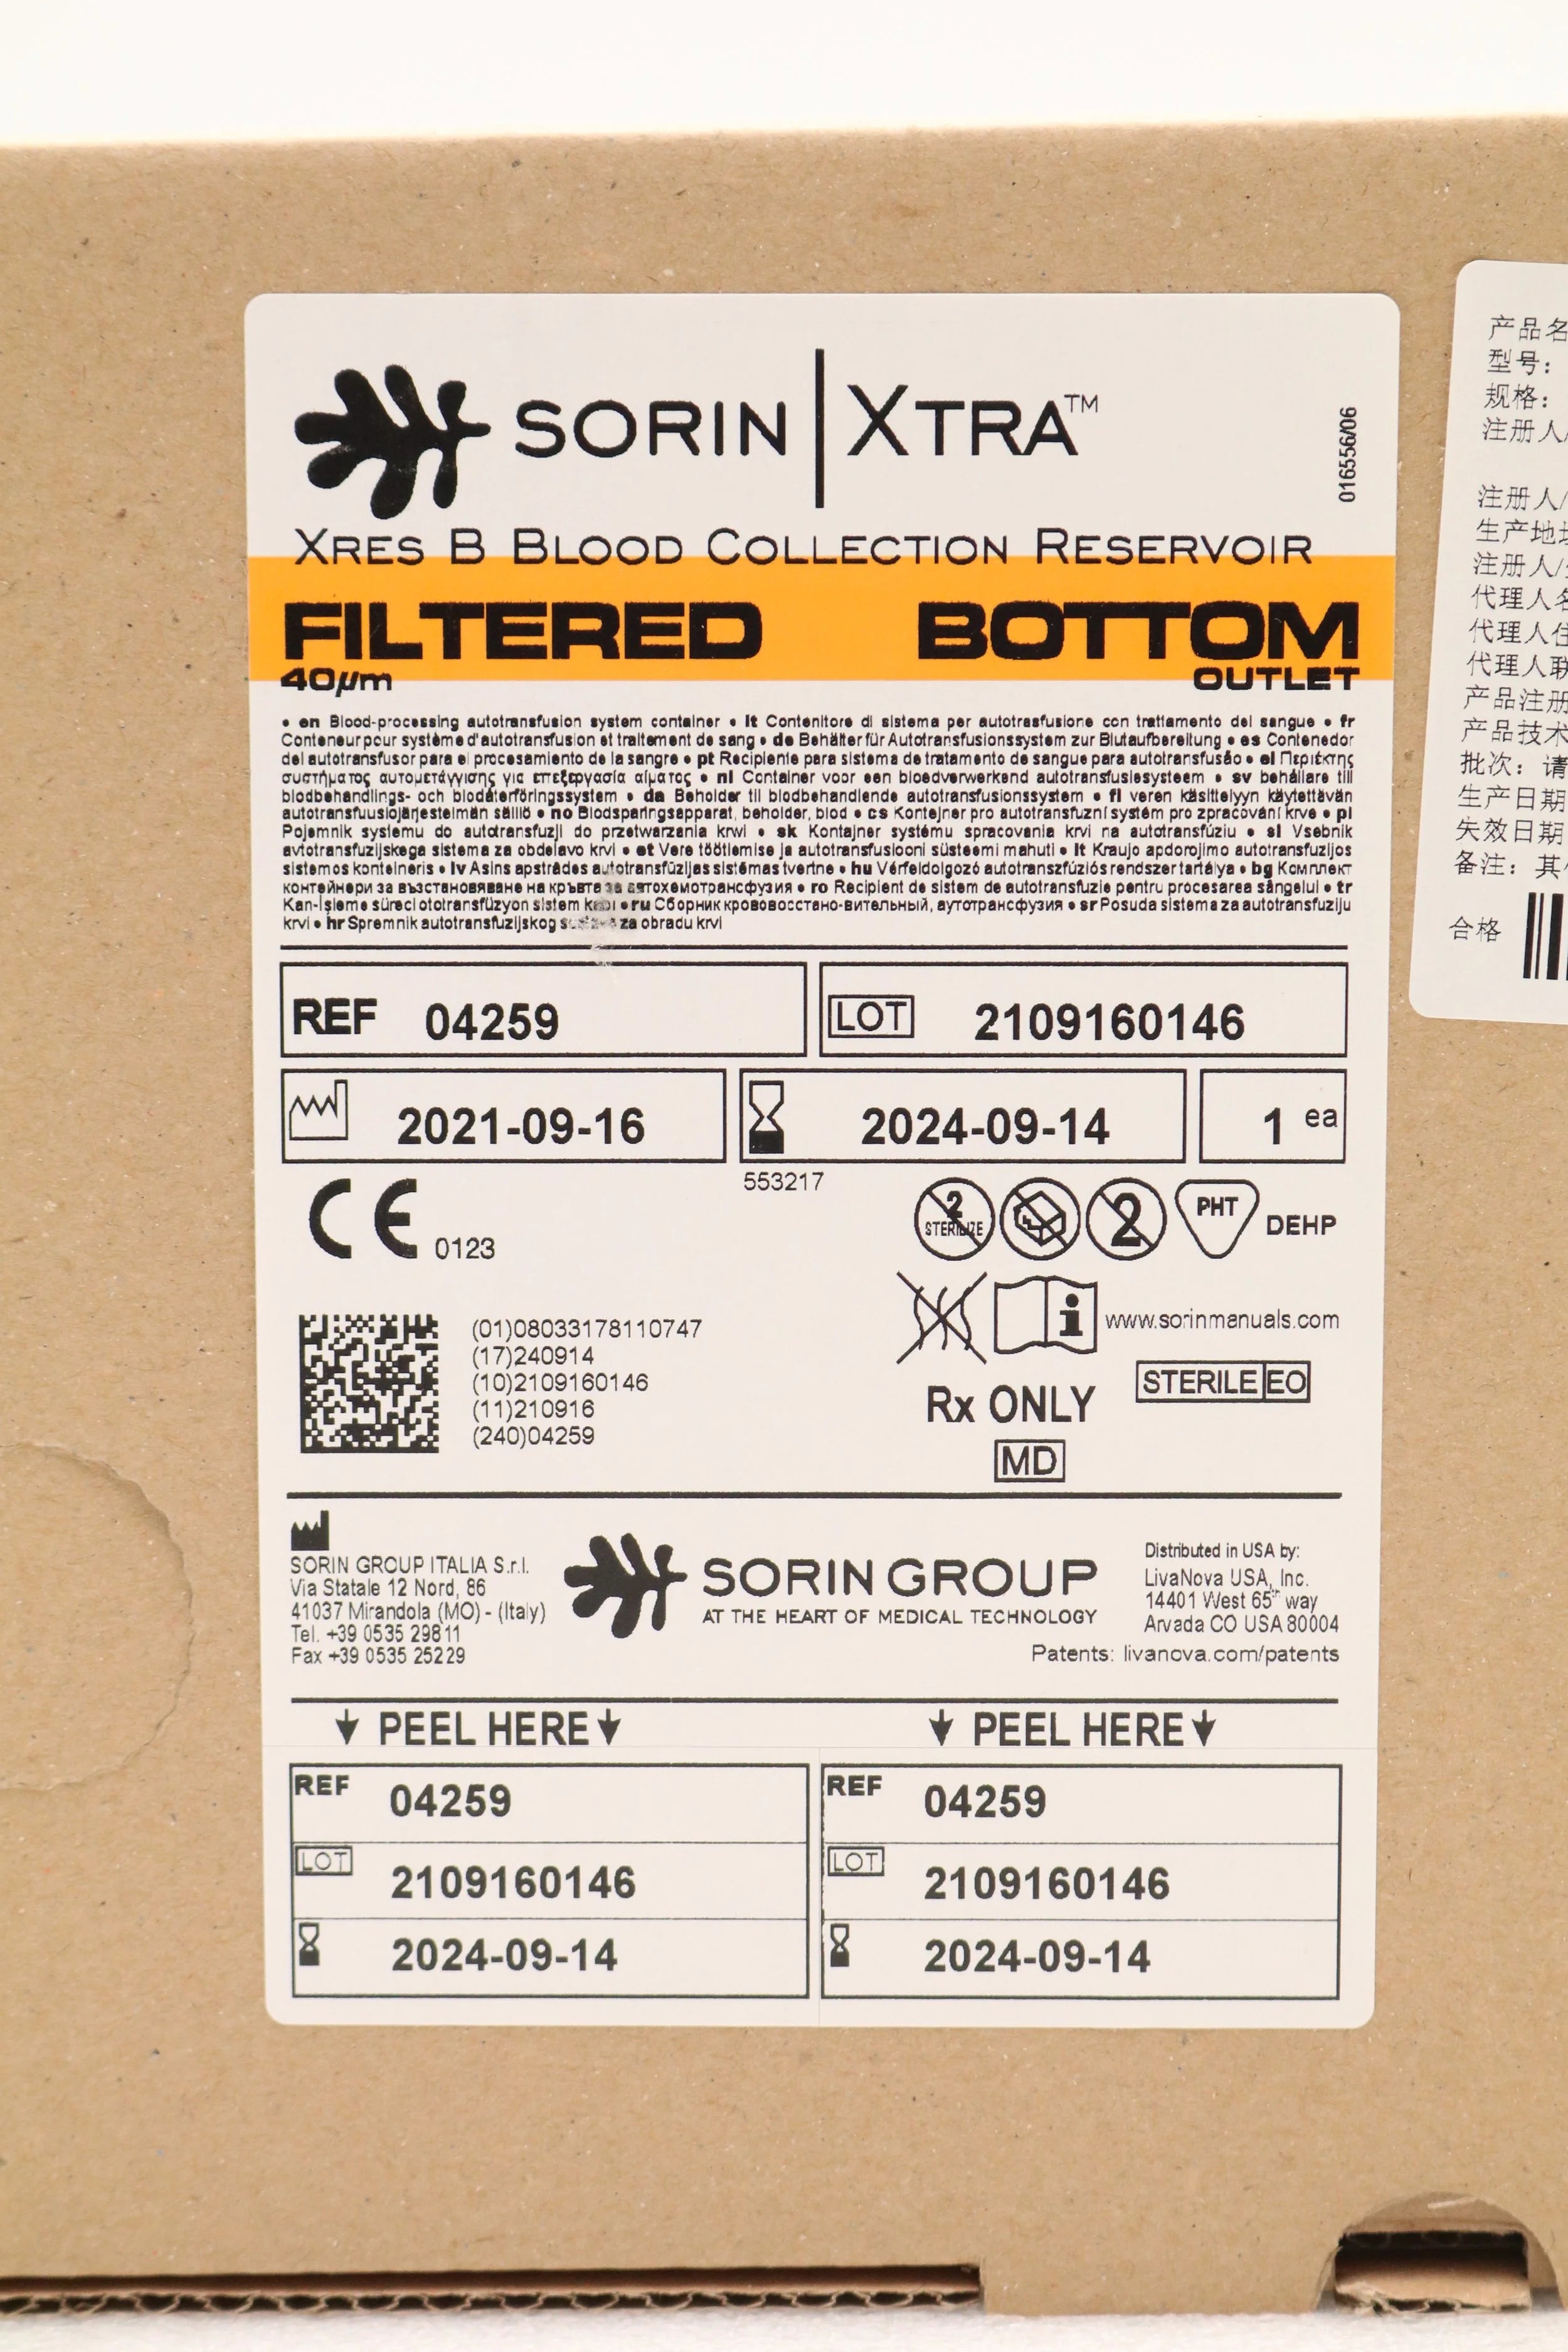 SORIN | XTRA™
016556/06
XRES B BLOOD COLLECTION RESERVOIR
FILTERED BOTTOM
40µm OUTLET
• en Blood-processing autotransfusion system container • it Contenitore di sistema per autotrasfusione con trattamento del sangue • fr
Conteneur pour système d'autotransfusion et traitement de sang • de Behälter für Autotransfusionssystem zur Blutaufbereitung • es Contenedor
del autotransfusor para el procesamiento de la sangre • pt Recipiente para sistema de tratamento de sangue para autotransfusão • el Περιέκτης
συστήματος αυτομετάγγισης για επεξεργασία αίματος • nl Container voor een bloedverwerkend autotransfusiesysteem • sv behållare till
blodbehandlings- och blodåterföringssystem • da Beholder til blodbehandlende autotransfusionssystem • fi veren käsittelyyn käytettävän
autotransfuusiojärjestelmän säiliö • no Blodsparingsapparat, beholder, blod • cs Kontejner pro autotransfuzní systém pro zpracování krve • pl
Pojemnik systemu do autotransfuzji do przetwarzania krwi • sk Kontajner systému spracovania krvi na autotransfúziu • sl Vsebnik
avtotransfuzijskega sistema za obdelavo krvi • et Vere töötlemise ja autotransfusiooni süsteemi mahuti • lt Kraujo apdorojimo autotransfuzijos
sistemos konteineris • lv Asins apstrādes autotransfūzijas sistēmas tvertne • hu Vérfeldolgozó autotranszfúziós rendszer tartálya • bg Комплект
контейнери за възстановяване на кръвта за автохемотрансфузия • ro Recipient de sistem de autotransfuzie pentru procesarea sângelui • tr
Kan-işleme süreci ototransfüzyon sistem kabı • ru Сборник крововосстано-вительный, аутотрансфузия • sr Posuda sistema za autotransfuziju
krvi • hr Spremnik autotransfuzijskog za obradu krvi
REF 04259 LOT 2109160146
2021-09-16 2024-09-14 1 ea
553217
CE 0123
2 STERILIZE 2 PHT DEHP
www.sorinmanuals.com
(01)08033178110747
(17)240914
(10)2109160146
(11)210916
(240)04259
STERILE EO
Rx ONLY
MD
SORIN GROUP ITALIA S.r.l.
Via Statale 12 Nord, 86
41037 Mirandola (MO) - (Italy)
Tel. +39 0535 29811
Fax +39 0535 25229
SORIN GROUP
AT THE HEART OF MEDICAL TECHNOLOGY
Distributed in USA by:
LivaNova USA, Inc.
14401 West 65th way
Arvada CO USA 80004
Patents: livanova.com/patents
PEEL HERE PEEL HERE
REF 04259
LOT 2109160146
2024-09-14
REF 04259
LOT 2109160146
2024-09-14
产品名
型号：
规格：
注册人/
注册人/
生产地址
注册人/
代理人名
代理人住
代理人联
产品注册
产品技术
批次：请
生产日期
失效日期
备注：其他
合格